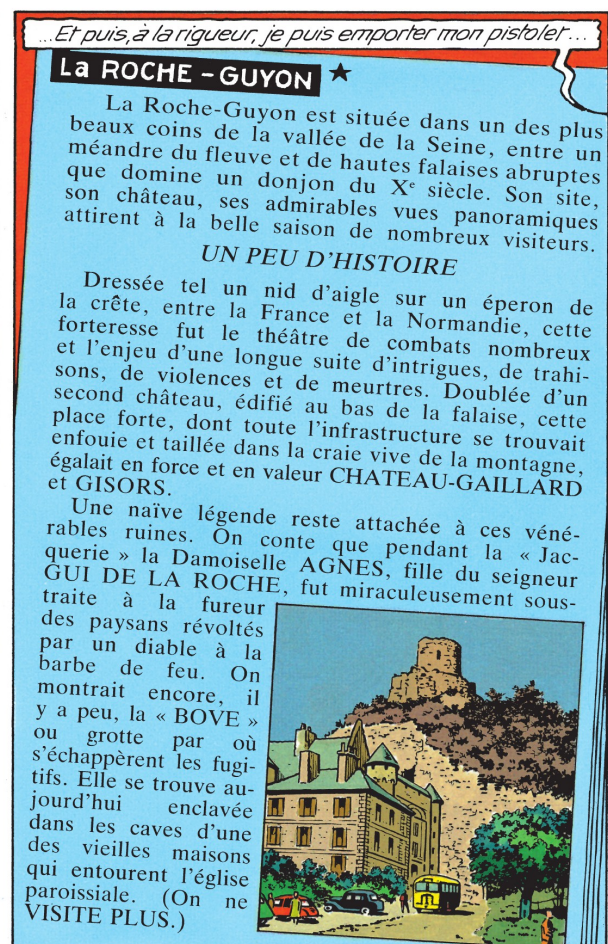 ...Et puis, à la rigueur, je puis emporter mon pistolet...
La ROCHE-GUYON ★
La Roche-Guyon est située dans un des plus
beaux coins de la vallée de la Seine, entre un
méandre du fleuve et de hautes falaises abruptes
que domine un donjon du Xe siècle. Son site,
son château, ses admirables vues panoramiques
attirent à la belle saison de nombreux visiteurs.
UN PEU D'HISTOIRE
Dressée tel un nid d'aigle sur un éperon de
la crête, entre la France et la Normandie, cette
forteresse fut le théâtre de combats nombreux
et l'enjeu d'une longue suite d'intrigues, de trahi-
sons, de violences et de meurtres. Doublée d'un
second château, édifié au bas de la falaise, cette
place forte, dont toute l'infrastructure se trouvait
enfouie et taillée dans la craie vive de la montagne,
égalait en force et en valeur CHATEAU-GAILLARD
et GISORS.
Une naïve légende reste attachée à ces véné-
rables ruines. On conte que pendant la « Jac-
querie » la Damoiselle AGNES, fille du seigneur
GUI DE LA ROCHE, fut miraculeusement sous-
traite à la fureur
des paysans révoltés
par un diable à la
barbe de feu. On
montrait encore, il
y a peu, la « BOVE »
ou grotte par où
s'échappèrent les fugi-
tifs. Elle se trouve au-
jourd'hui enclavée
dans les caves d'une
des vieilles maisons
qui entourent l'église
paroissiale. (On ne
VISITE PLUS.)